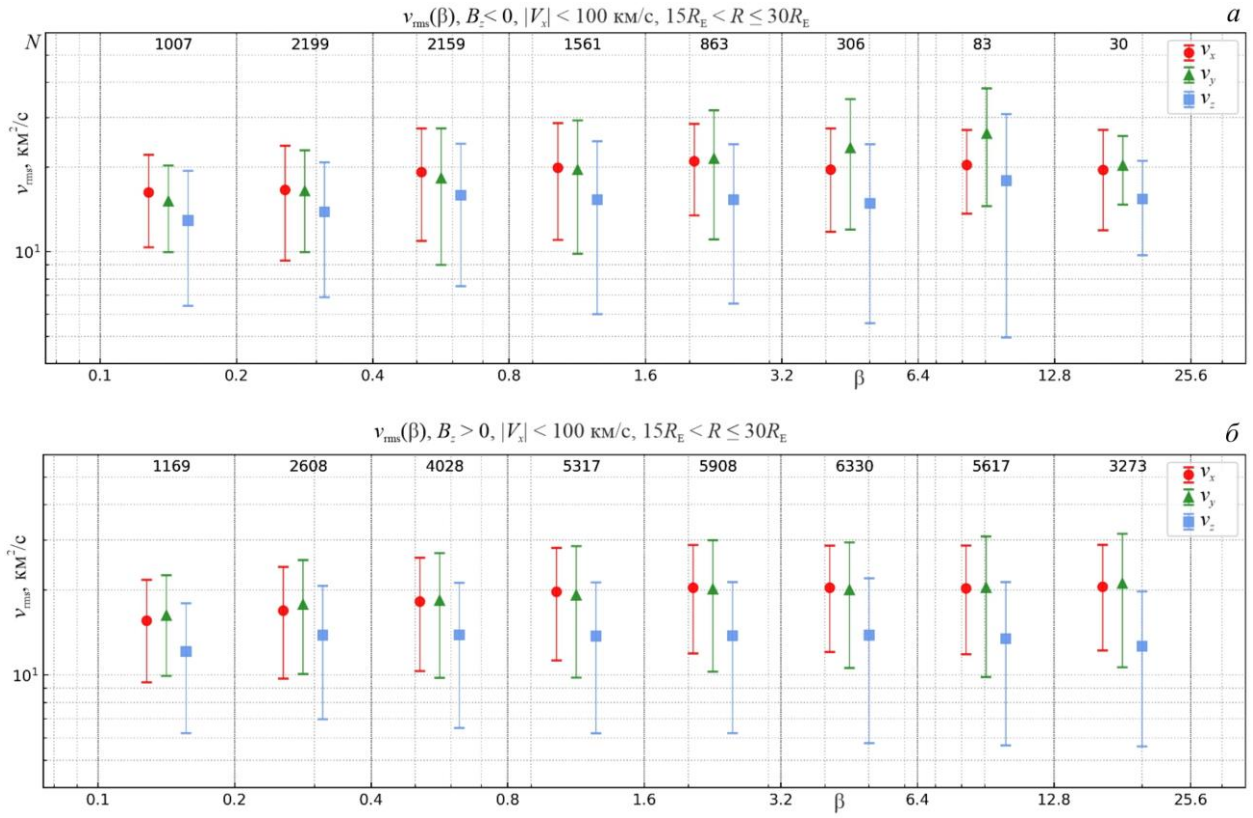 v_rms(β), B_z < 0, |V_x| < 100 км/с, 15R_E < R ≤ 30R_E
а
N 1007 2199 2159 1561 863 306 83 30
v_x
v_y
v_z
v_rms, км²/с
10¹
0.1 0.2 0.4 0.8 1.6 3.2 β 6.4 12.8 25.6
v_rms(β), B_z > 0, |V_x| < 100 км/с, 15R_E < R ≤ 30R_E
б
1169 2608 4028 5317 5908 6330 5617 3273
v_x
v_y
v_z
v_rms, км²/с
10¹
0.1 0.2 0.4 0.8 1.6 3.2 β 6.4 12.8 25.6